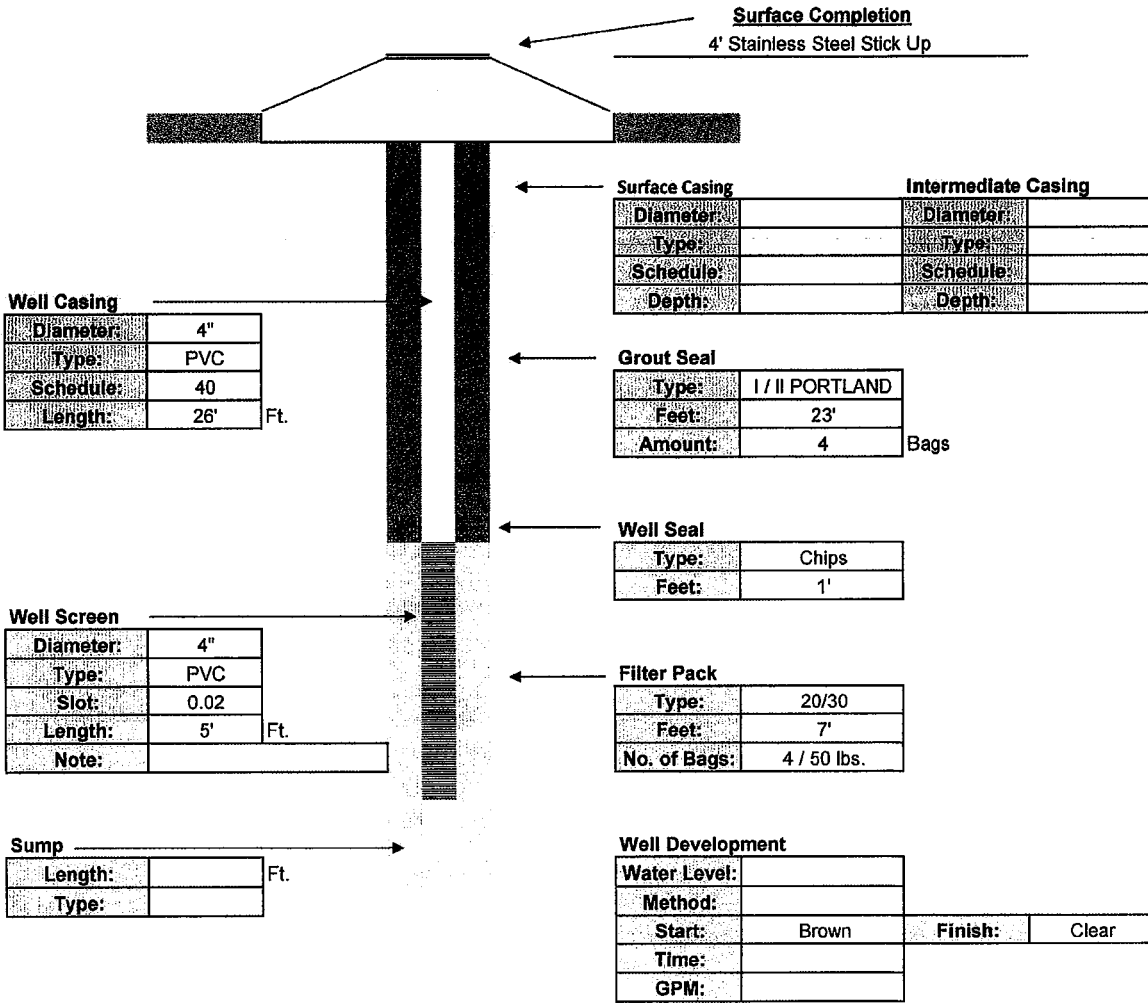 Surface Completion
4' Stainless Steel Stick Up
Surface Casing
Diameter:
Type:
Schedule:
Depth:
Intermediate Casing
Diameter:
Type:
Schedule:
Depth:
Well Casing
Diameter: 4"
Type: PVC
Schedule: 40
Length: 26' Ft.
Grout Seal
Type: I / II PORTLAND
Feet: 23'
Amount: 4 Bags
Well Seal
Type: Chips
Feet: 1'
Well Screen
Diameter: 4"
Type: PVC
Slot: 0.02
Length: 5' Ft.
Note:
Filter Pack
Type: 20/30
Feet: 7'
No. of Bags: 4 / 50 lbs.
Sump
Length: Ft.
Type:
Well Development
Water Level:
Method:
Start: Brown Finish: Clear
Time:
GPM: